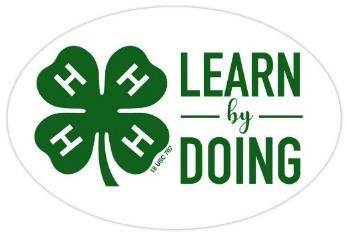 H H
H H
18 USC 707
LEARN
by
DOING